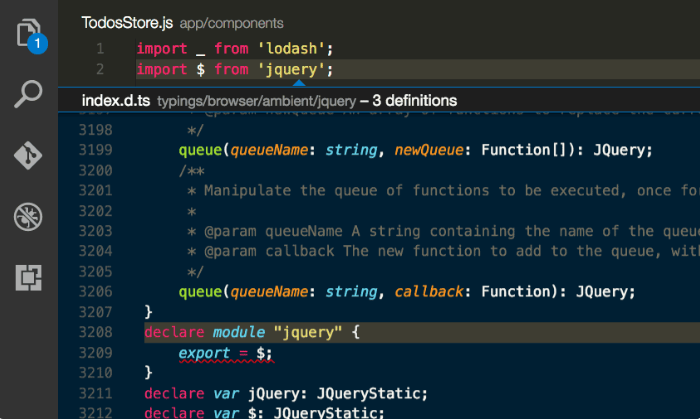 TodosStore.js app/components
1 import _ from 'lodash';
2 import $ from 'jquery';
index.d.ts typings/browser/ambient/jquery – 3 definitions
3198 */
3199 queue(queueName: string, newQueue: Function[]): JQuery;
3200 /**
3201 * Manipulate the queue of functions to be executed, once fo
3202 *
3203 * @param queueName A string containing the name of the queue
3204 * @param callback The new function to add to the queue, wit
3205 */
3206 queue(queueName: string, callback: Function): JQuery;
3207 }
3208 declare module "jquery" {
3209 export = $;
3210 }
3211 declare var jQuery: JQueryStatic;
3212 declare var $: JQueryStatic;
1